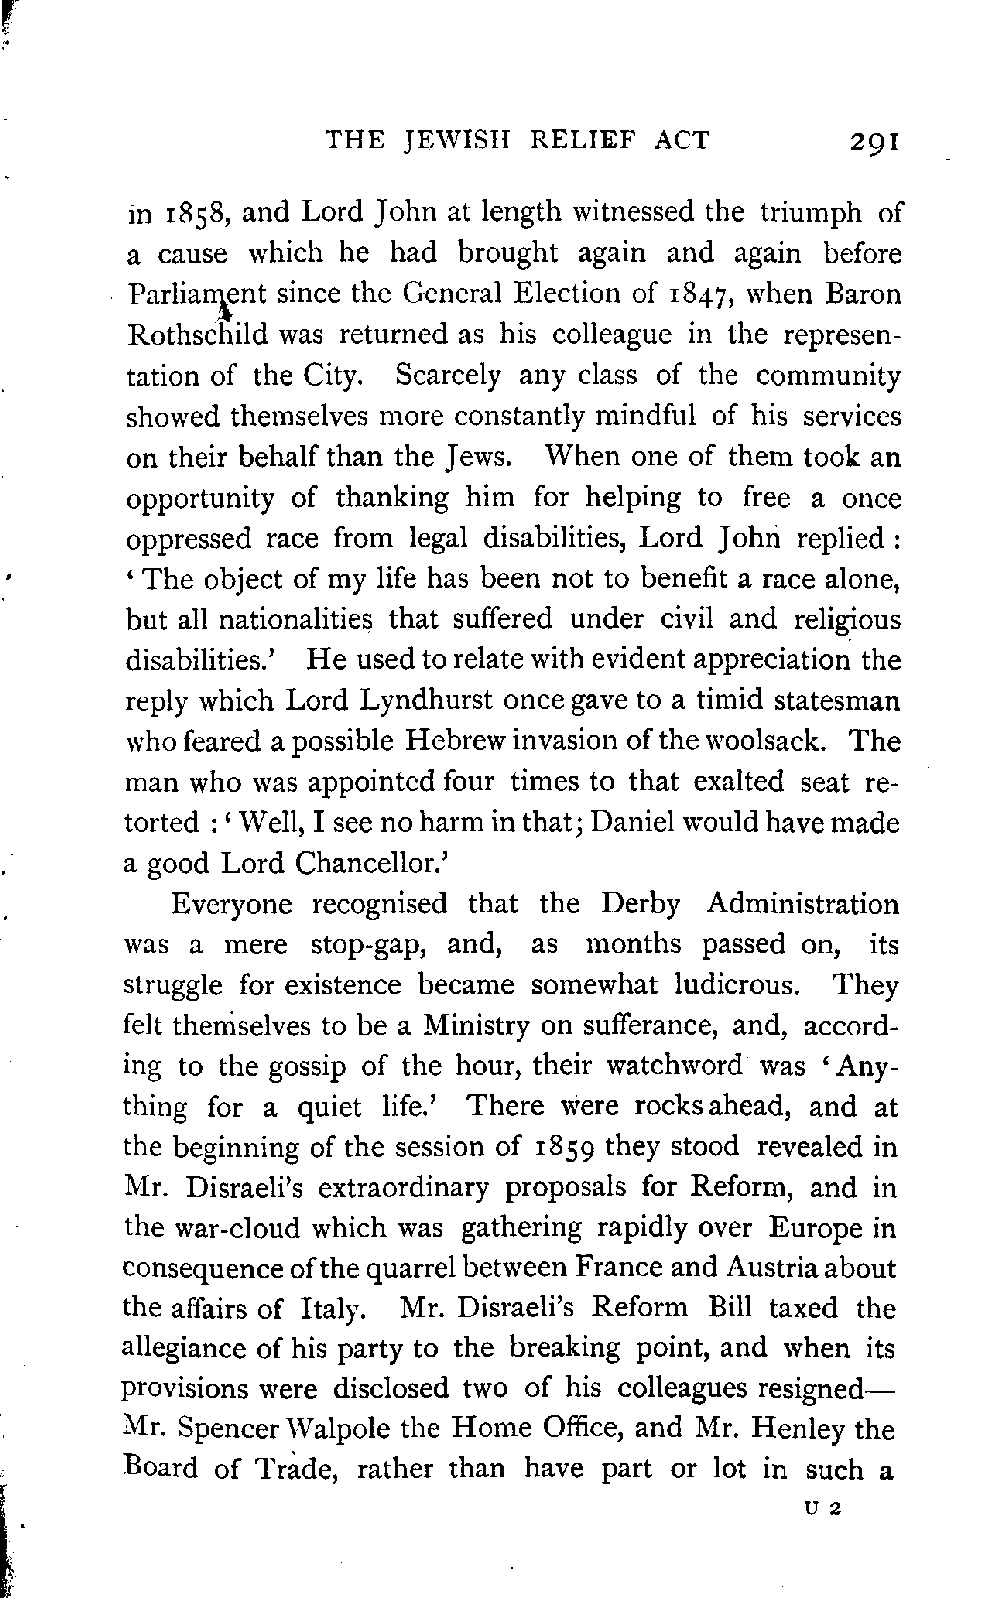 THE JEWISH RELIEF ACT 291
in 1858, and Lord John at length witnessed the triumph of
a cause which he had brought again and again before
Parliament since the General Election of 1847, when Baron
Rothschild was returned as his colleague in the represen-
tation of the City. Scarcely any class of the community
showed themselves more constantly mindful of his services
on their behalf than the Jews. When one of them took an
opportunity of thanking him for helping to free a once
oppressed race from legal disabilities, Lord John replied :
‘ The object of my life has been not to benefit a race alone,
but all nationalities that suffered under civil and religious
disabilities.’ He used to relate with evident appreciation the
reply which Lord Lyndhurst once gave to a timid statesman
who feared a possible Hebrew invasion of the woolsack. The
man who was appointed four times to that exalted seat re-
torted : ‘ Well, I see no harm in that; Daniel would have made
a good Lord Chancellor.’
Everyone recognised that the Derby Administration
was a mere stop-gap, and, as months passed on, its
struggle for existence became somewhat ludicrous. They
felt themselves to be a Ministry on sufferance, and, accord-
ing to the gossip of the hour, their watchword was ‘ Any-
thing for a quiet life.’ There were rocks ahead, and at
the beginning of the session of 1859 they stood revealed in
Mr. Disraeli’s extraordinary proposals for Reform, and in
the war-cloud which was gathering rapidly over Europe in
consequence of the quarrel between France and Austria about
the affairs of Italy. Mr. Disraeli’s Reform Bill taxed the
allegiance of his party to the breaking point, and when its
provisions were disclosed two of his colleagues resigned—
Mr. Spencer Walpole the Home Office, and Mr. Henley the
Board of Trade, rather than have part or lot in such a
U 2